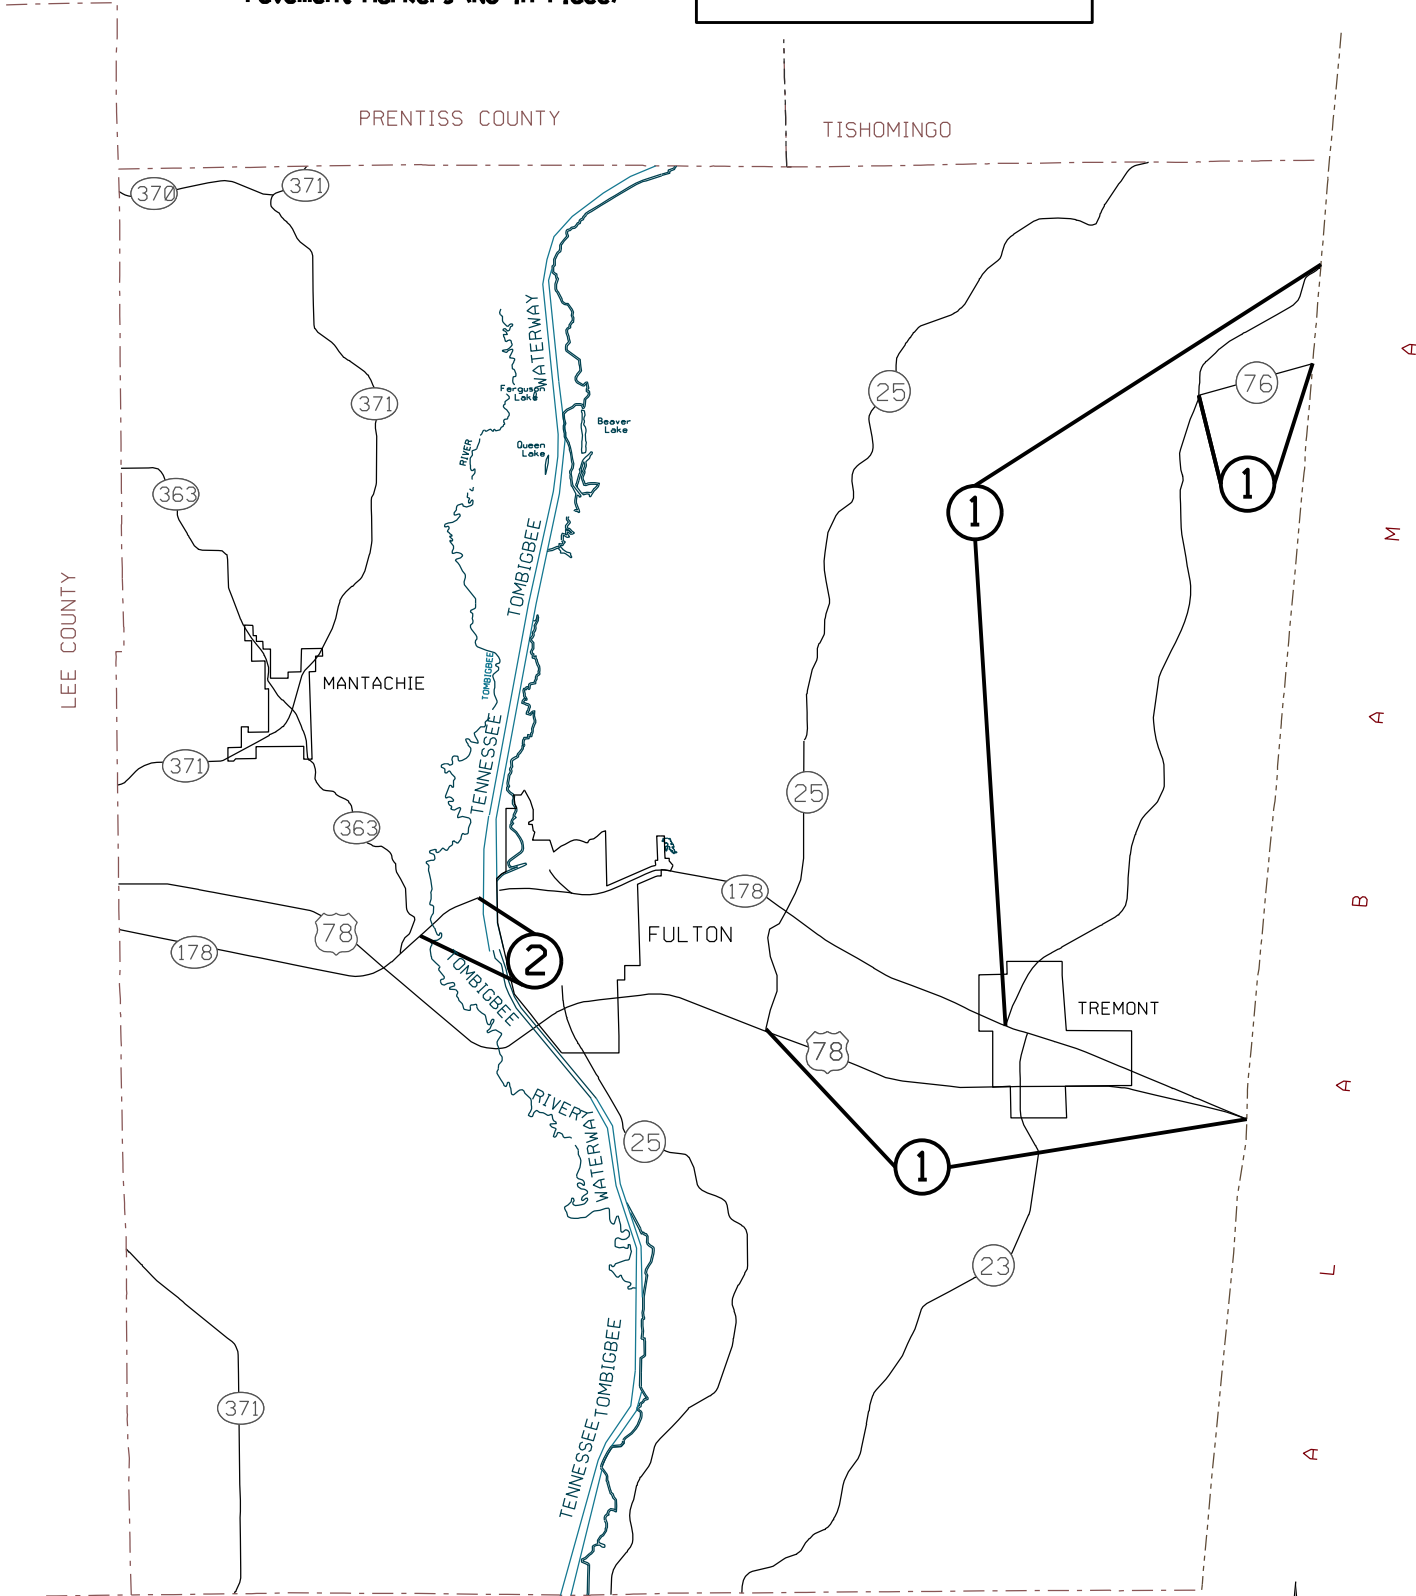 PRENTISS COUNTY
TISHOMINGO
370
371
WATERWAY
A
76
25
Ferguson
Lake
371
Beaver
Lake
RIVER
Queen
Lake
363
1
1
M
TOMBIGBEE
LEE COUNTY
TOMBIGBEE
MANTACHIE
A
TENNESSEE
371
25
363
178
B
78
FULTON
178
2
TOMBIGBEE
TREMONT
78
A
RIVER
WATERWAY
25
1
23
L
TOMBIGBEE
371
TENNESSEE
A